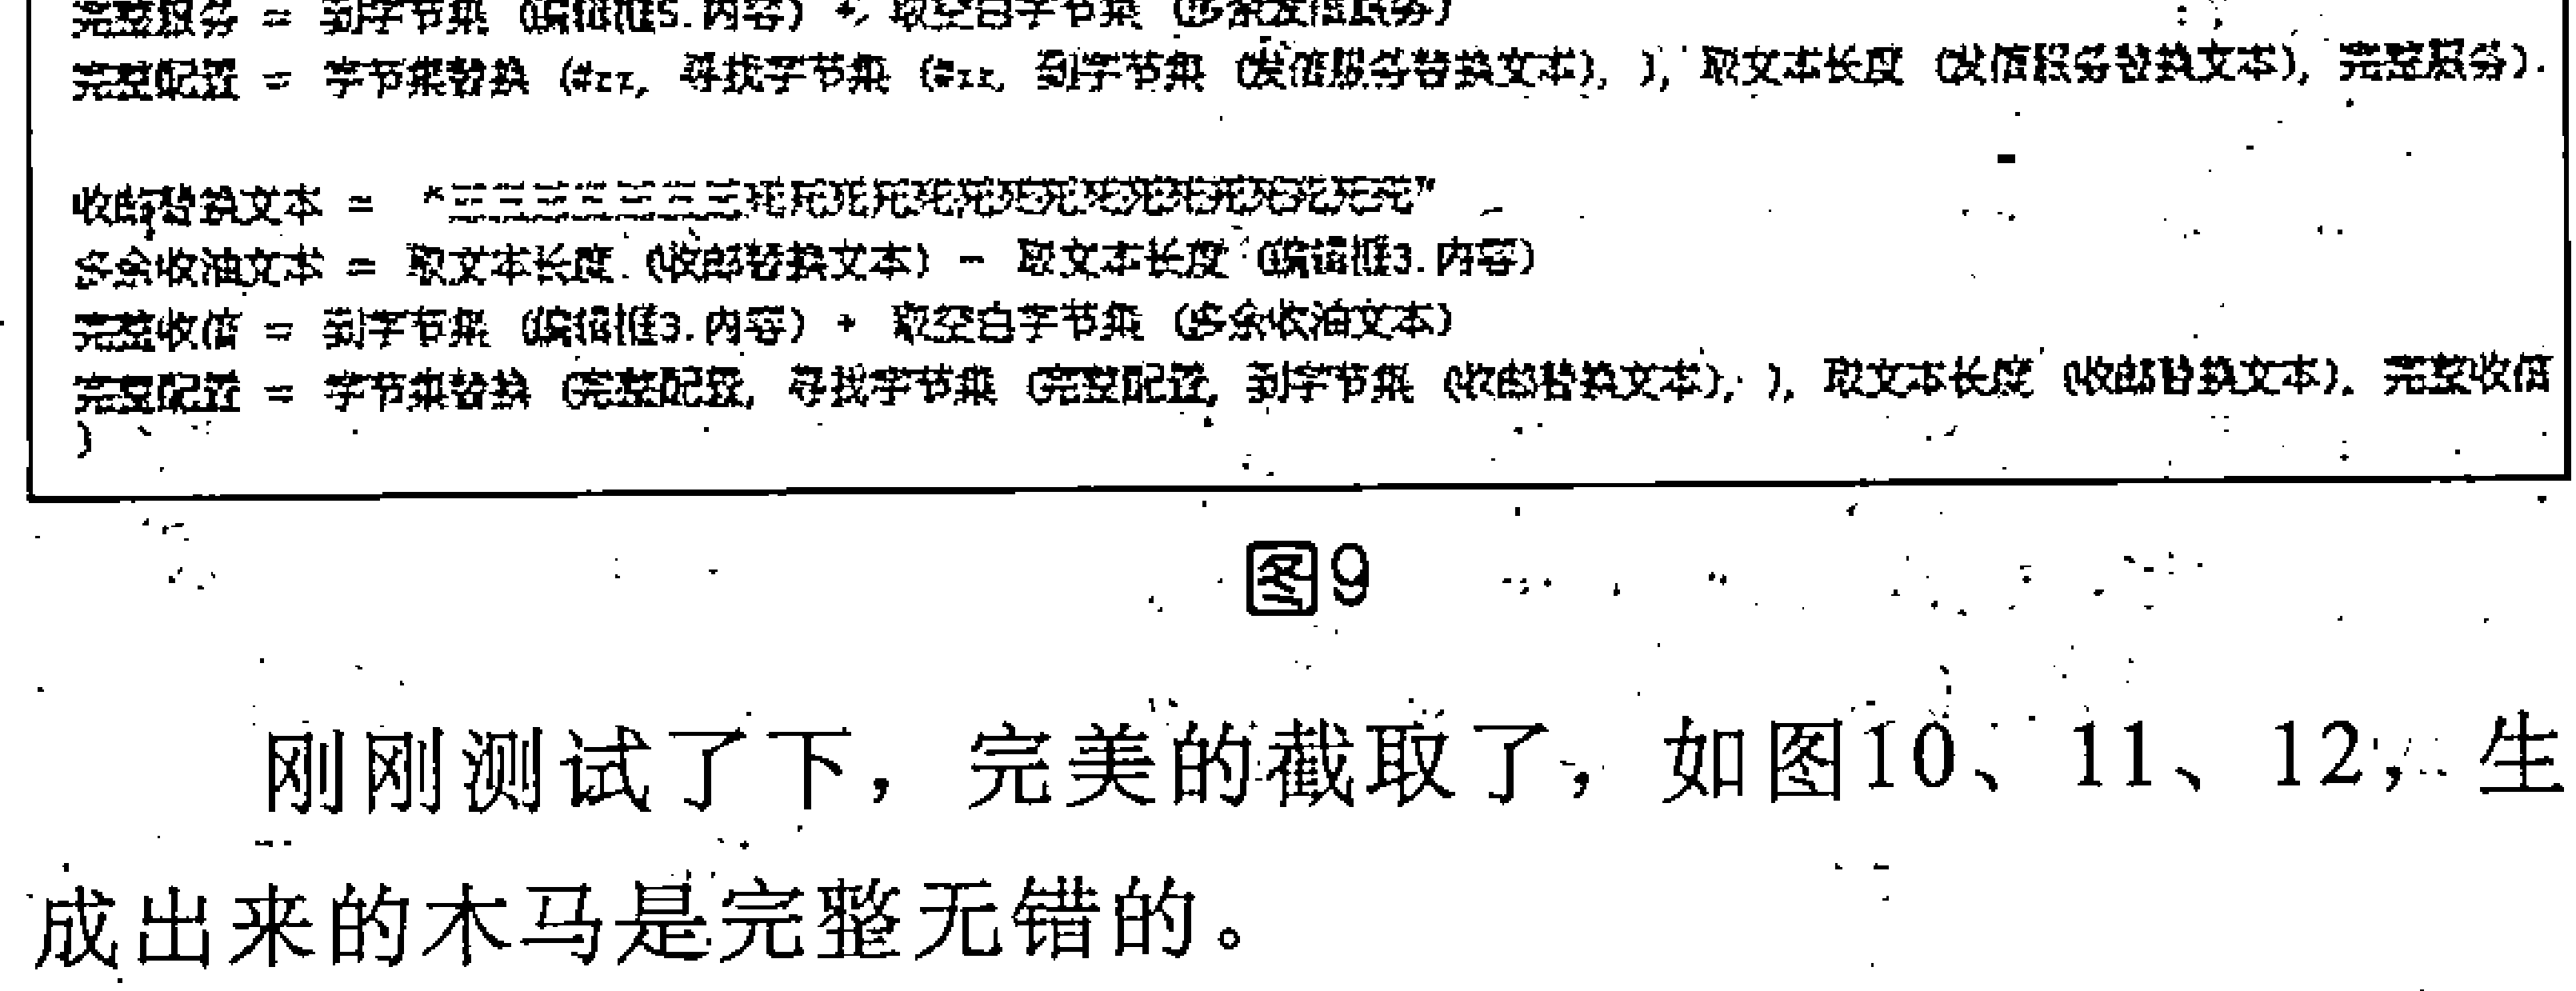 完整服务 = 到字节集 (编辑框5.内容) + 取空白字节集 (多余发信服务)
完整配置 = 字节集替换 (#zz, 寻找字节集 (#zz, 到字节集 (发信服务替换文本), ), 取文本长度 (发信服务替换文本), 完整服务)
收邮替换文本 =
多余收油文本 = 取文本长度 (收邮替换文本) - 取文本长度 (编辑框3.内容)
完整收信 = 到字节集 (编辑框3.内容) + 取空白字节集 (多余收油文本)
完整配置 = 字节集替换 (完整配置, 寻找字节集 (完整配置, 到字节集 (收邮替换文本), ), 取文本长度 (收邮替换文本), 完整收信
)
图9
刚刚测试了下，完美的截取了，如图10、11、12，生
成出来的木马是完整无错的。